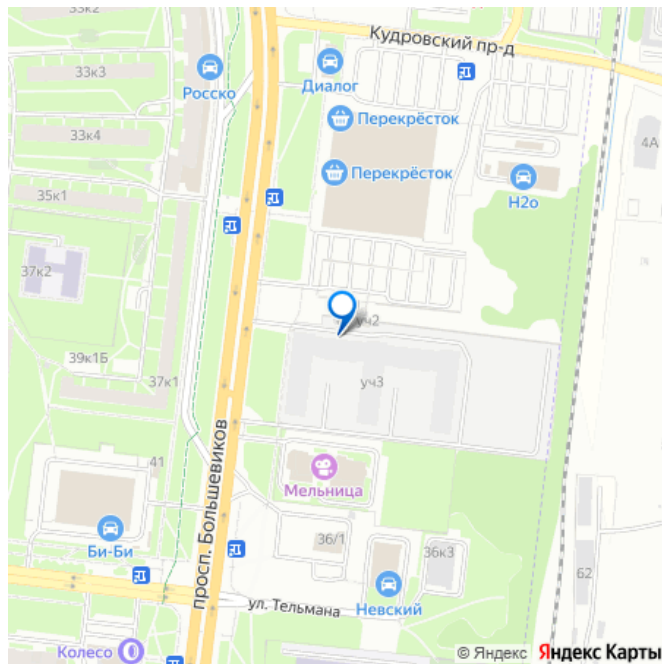 33к2
Кудровский пр-д
33к3
Росско
Диалог
33к4
Перекрёсток
4А
35к1
Перекрёсток
Н2о
37к2
уч2
39к1Б
37к1
уч3
просп. Большевиков
41
Мельница
36/1
36к3
Би-Би
62
ул. Тельмана
Невский
Колесо
© Яндекс Яндекс Карты